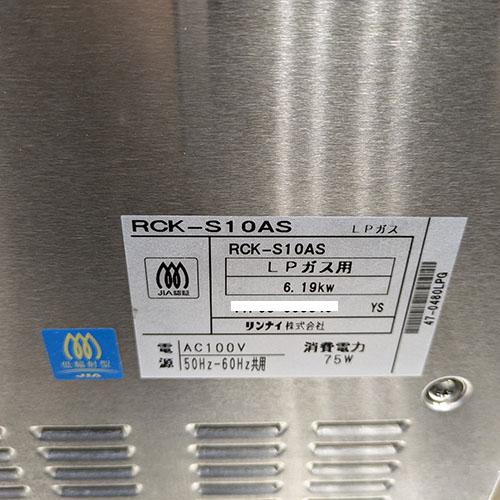 RCK-S10AS LPガス
RCK-S10AS
LPガス用
6.19kw
YS
リンナイ株式会社
JIA認証
電源 AC100V
50Hz-60Hz共用
消費電力
75W
47-0480LPG
低輻射型
JIA